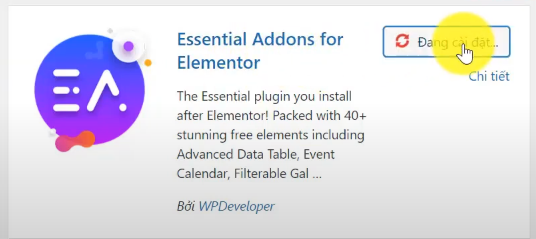 Essential Addons for
Elementor
Đang cài đặt...
Chi tiết
The Essential plugin you install
after Elementor! Packed with 40+
stunning free elements including
Advanced Data Table, Event
Calendar, Filterable Gal ...
Bởi WPDeveloper
EA